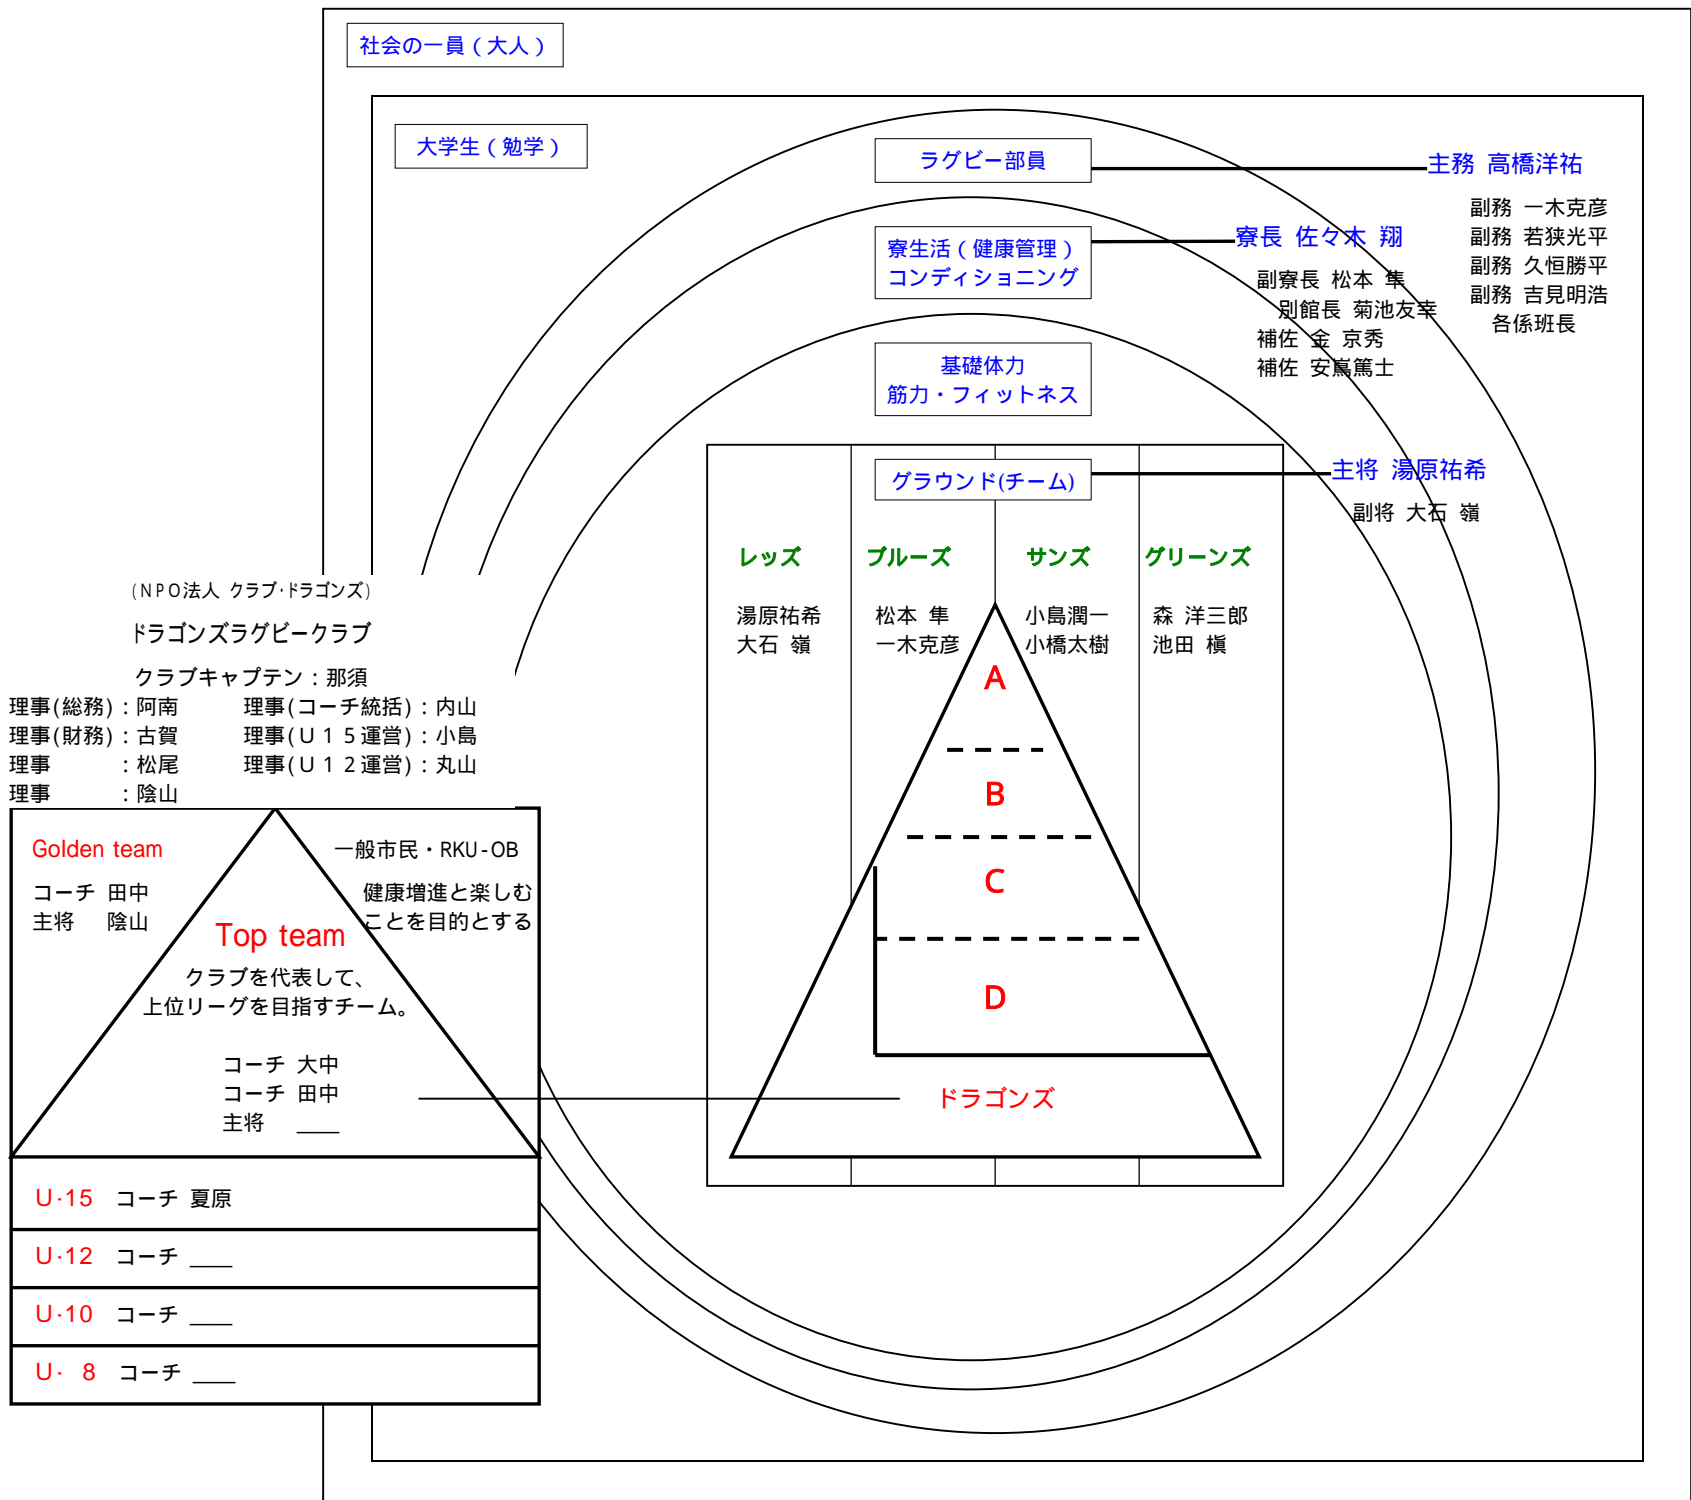 社会の一員（大人）
大学生（勉学）
ラグビー部員
主務 高橋洋祐
副務 一木克彦
副務 若狭光平
副務 久恒勝平
副務 吉見明浩
各係班長
寮生活（健康管理）
コンディショニング
寮長 佐々木 翔
副寮長 松本 隼
別館長 菊池友幸
補佐 金 京秀
補佐 安嶌篤士
基礎体力
筋力・フィットネス
グラウンド(チーム)
主将 湯原祐希
副将 大石 嶺
レッズ
ブルーズ
サンズ
グリーンズ
湯原祐希
大石 嶺
松本 隼
一木克彦
小島潤一
小橋太樹
森 洋三郎
池田 槇
A
B
C
D
ドラゴンズ
(NPO法人 クラブ・ドラゴンズ)
ドラゴンズラグビークラブ
クラブキャプテン：那須
理事(総務)：阿南 理事(コーチ統括)：内山
理事(財務)：古賀 理事(U15運営)：小島
理事 ：松尾 理事(U12運営)：丸山
理事 ：陰山
Golden team
コーチ 田中
主将 陰山
一般市民・RKU-OB
健康増進と楽しむ
ことを目的とする
Top team
クラブを代表して、
上位リーグを目指すチーム。
コーチ 大中
コーチ 田中
主将 ＿＿
U-15 コーチ 夏原
U-12 コーチ ＿＿
U-10 コーチ ＿＿
U- 8 コーチ ＿＿